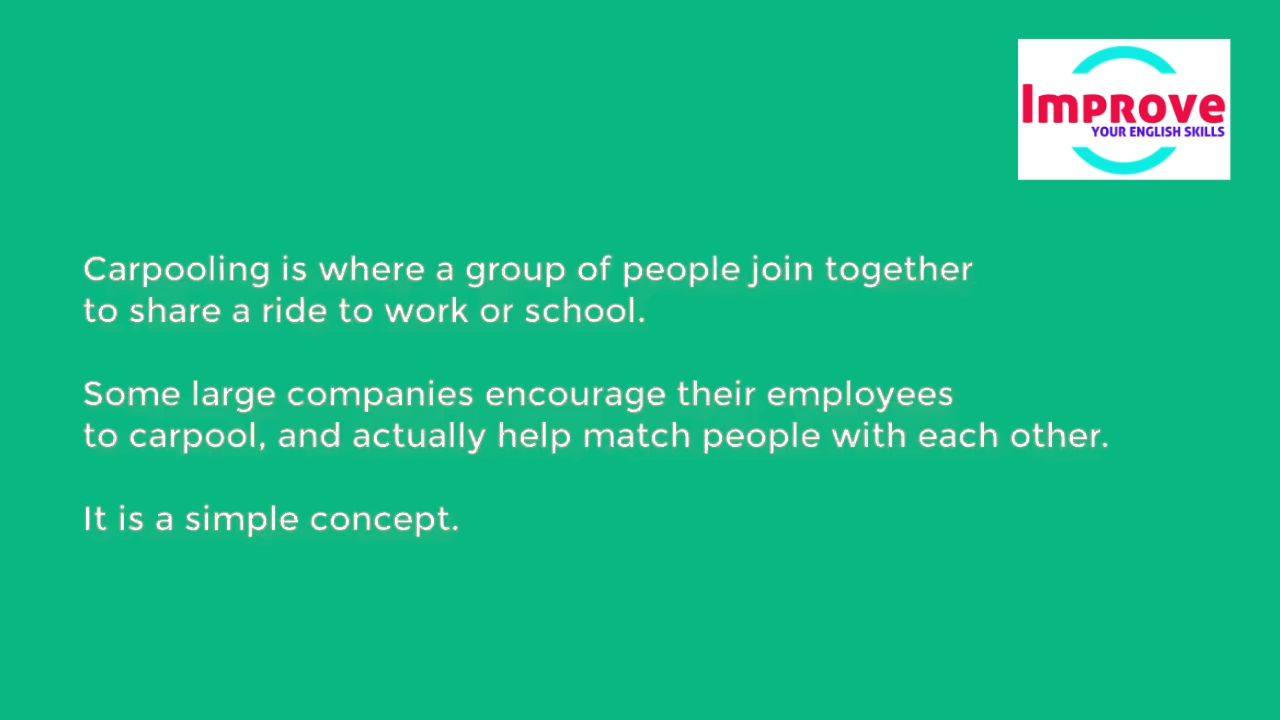 Improve
YOUR ENGLISH SKILLS
Carpooling is where a group of people join together
to share a ride to work or school.
Some large companies encourage their employees
to carpool, and actually help match people with each other.
It is a simple concept.